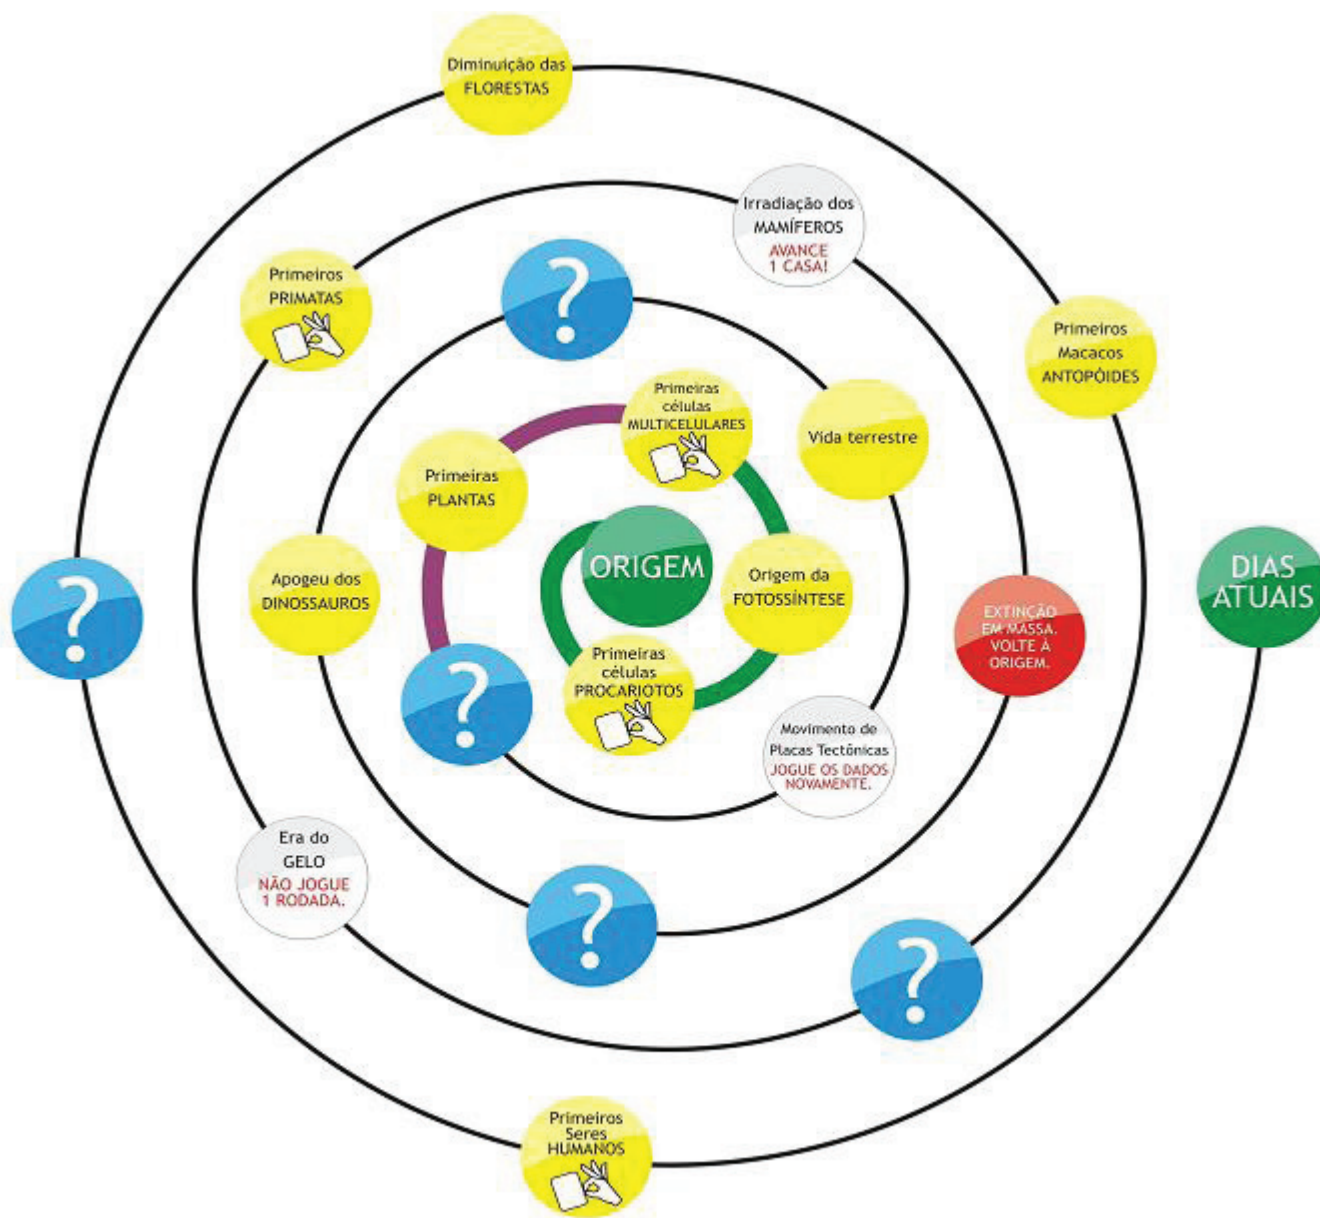 Diminuição das
FLORESTAS
Irradiação dos
MAMÍFEROS
AVANCE
1 CASA!
Primeiros
PRIMATAS
?
Primeiros
Macacos
ANTOPÓIDES
Primeiras
células
MULTICELULARES
Vida terrestre
Primeiras
PLANTAS
ORIGEM
DIAS
ATUAIS
?
Apogeu dos
DINOSSAUROS
Origem da
FOTOSSÍNTESE
EXTINÇÃO
EM MASSA.
VOLTE À
ORIGEM.
?
Primeiras
células
PROCARIOTOS
Movimento de
Placas Tectônicas
JOGUE OS DADOS
NOVAMENTE.
Era do
GELO
NÃO JOGUE
1 RODADA.
?
?
Primeiros
Seres
HUMANOS